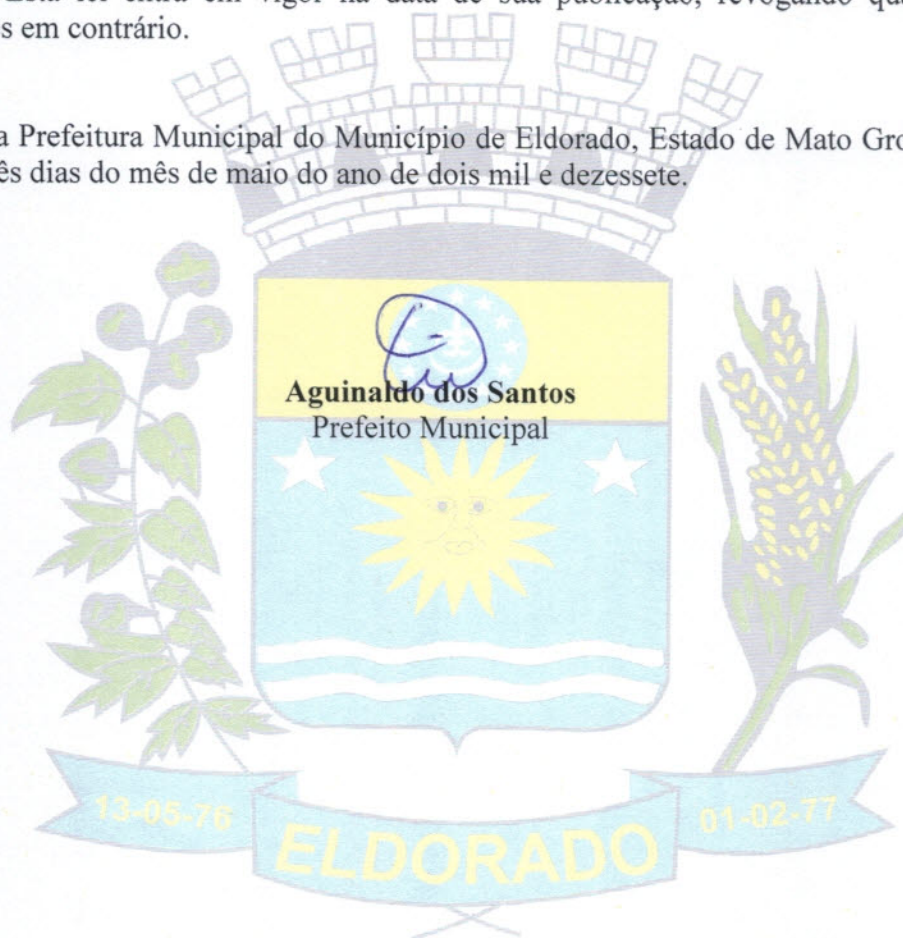 Esta lei entra em vigor na data de sua publicação, revogando
em contrário.
a Prefeitura Municipal do Município de Eldorado, Estado de Mato
dias do mês de maio do ano de dois mil e dezessete.
Aguinaldo dos Santos
Prefeito Municipal
13-05-76
01-02-77
ELDORADO